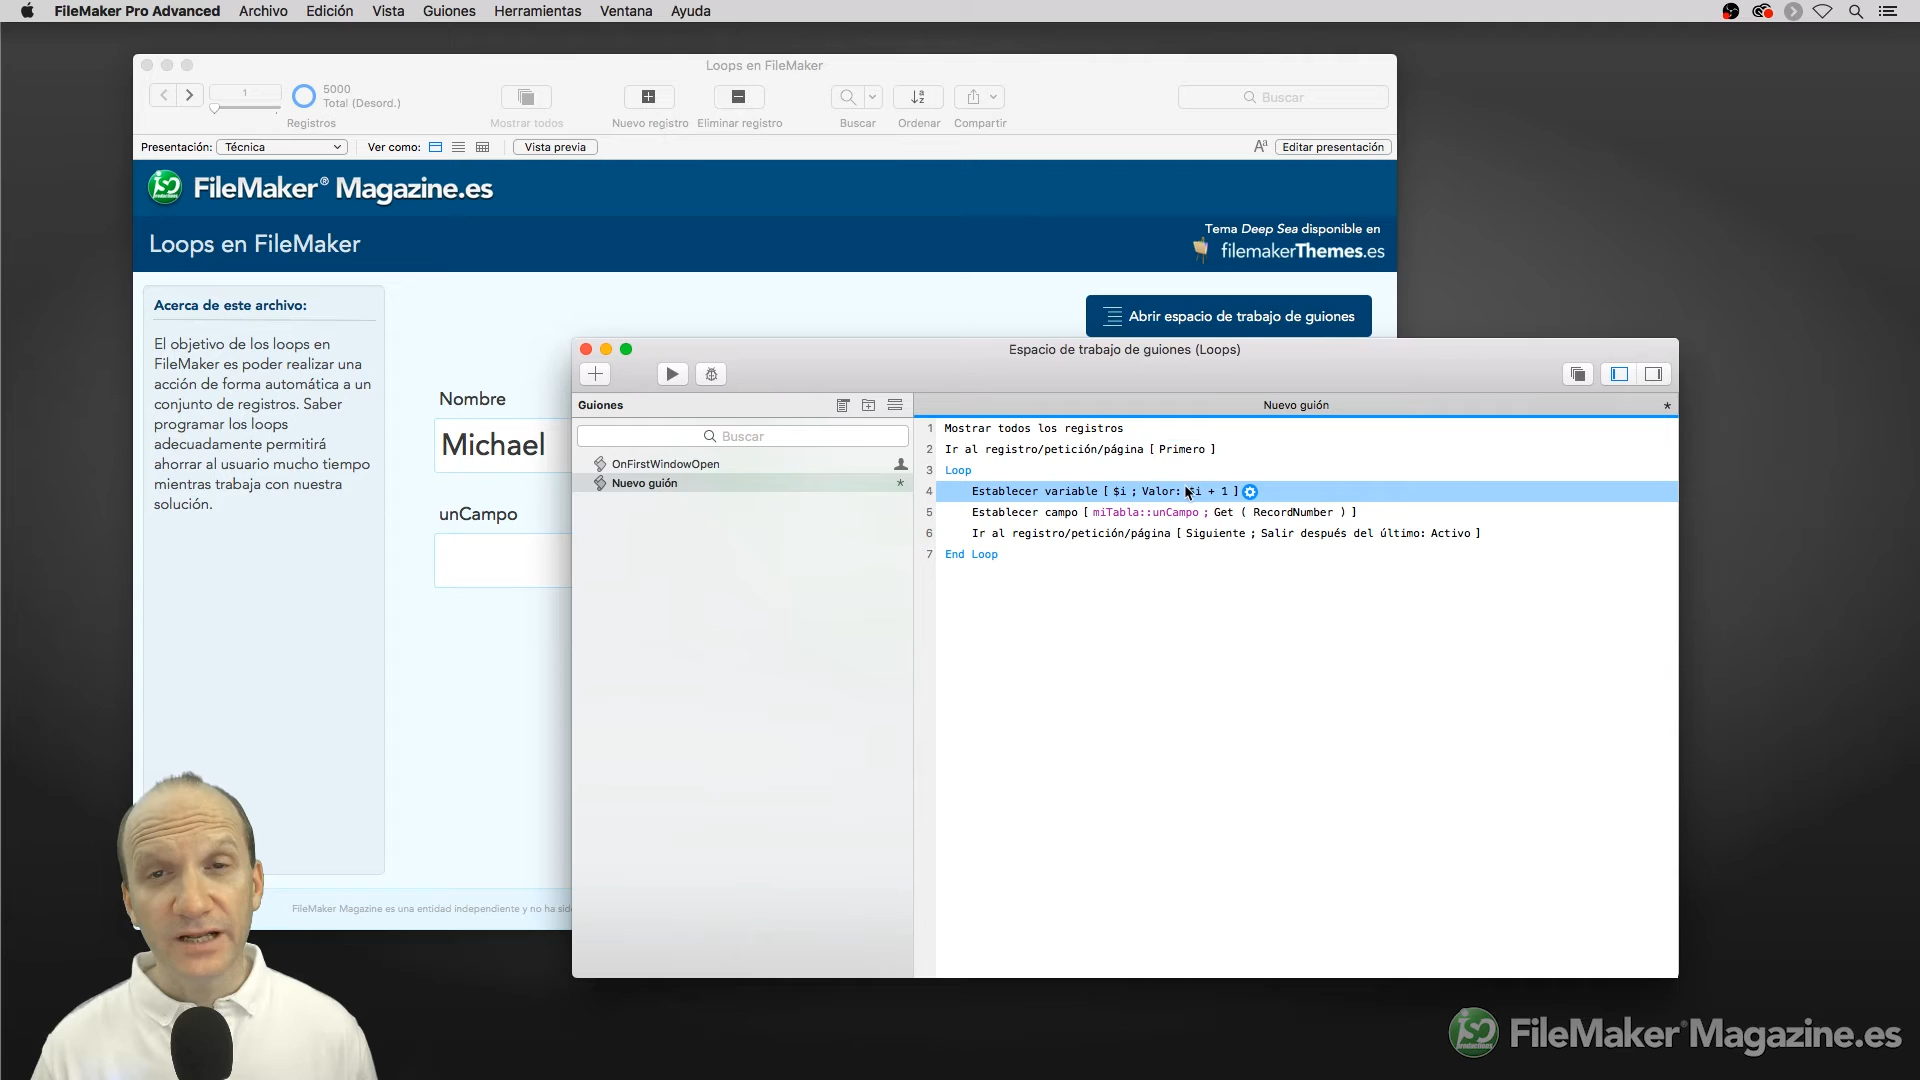 FileMaker Pro Advanced Archivo Edición Vista Guiones Herramientas Ventana Ayuda
Loops en FileMaker
1
5000
Total (Desord.)
Registros
Mostrar todos
Nuevo registro
Eliminar registro
Buscar
Ordenar
Compartir
Buscar
Presentación: Técnica
Ver como:
Vista previa
Editar presentación
FileMaker® Magazine.es
Loops en FileMaker
Tema Deep Sea disponible en
filemakerThemes.es
Acerca de este archivo:
El objetivo de los loops en
FileMaker es poder realizar una
acción de forma automática a un
conjunto de registros. Saber
programar los loops
adecuadamente permitirá
ahorrar al usuario mucho tiempo
mientras trabaja con nuestra
solución.
Abrir espacio de trabajo de guiones
Nombre
Michael
unCampo
FileMaker Magazine es una entidad independiente y no ha
Espacio de trabajo de guiones (Loops)
Guiones
Buscar
OnFirstWindowOpen
Nuevo guión *
Nuevo guión *
1 Mostrar todos los registros
2 Ir al registro/petición/página [ Primero ]
3 Loop
4 Establecer variable [ $i ; Valor: $i + 1 ]
5 Establecer campo [ miTabla::unCampo ; Get ( RecordNumber ) ]
6 Ir al registro/petición/página [ Siguiente ; Salir después del último: Activo ]
7 End Loop
iso
FileMaker® Magazine.es